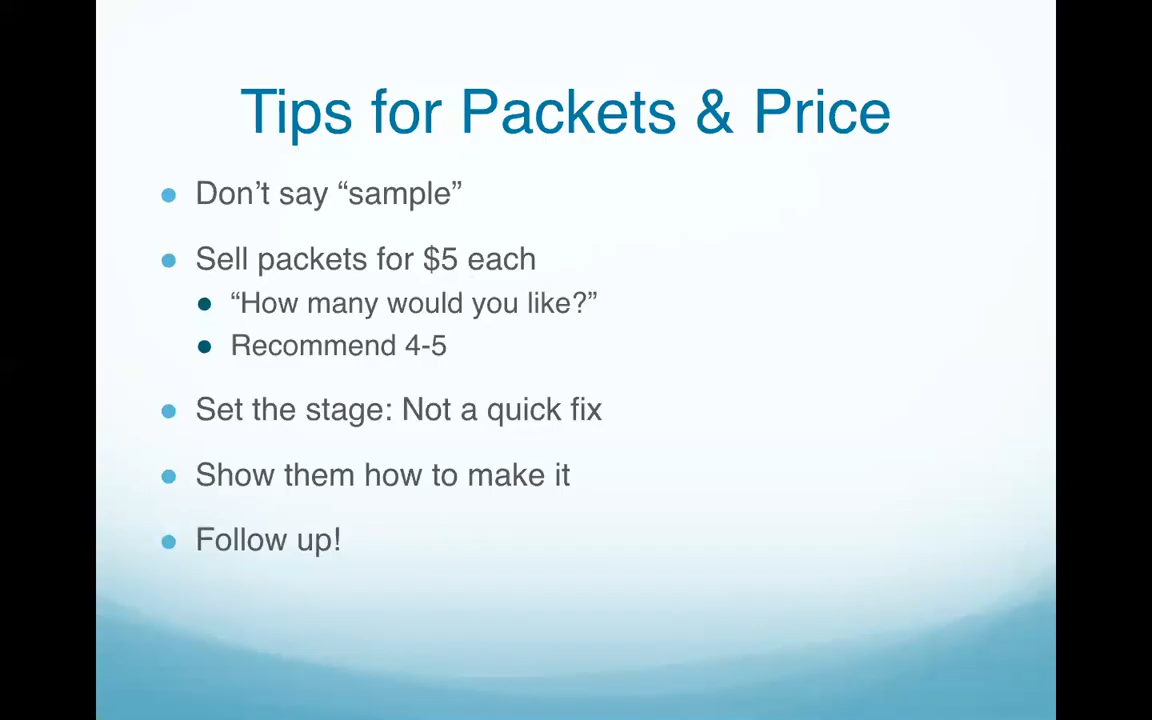 Tips for Packets & Price
Don’t say “sample”
Sell packets for $5 each
“How many would you like?”
Recommend 4-5
Set the stage: Not a quick fix
Show them how to make it
Follow up!